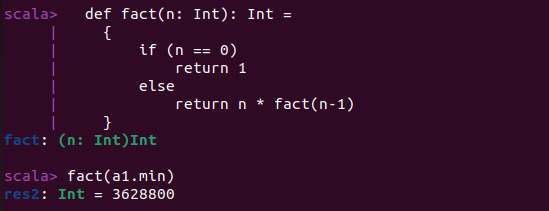 scala>   def fact(n: Int): Int =
     |     {
     |         if (n == 0)
     |             return 1
     |         else
     |             return n * fact(n-1)
     |     }
fact: (n: Int)Int
scala> fact(a1.min)
res2: Int = 3628800